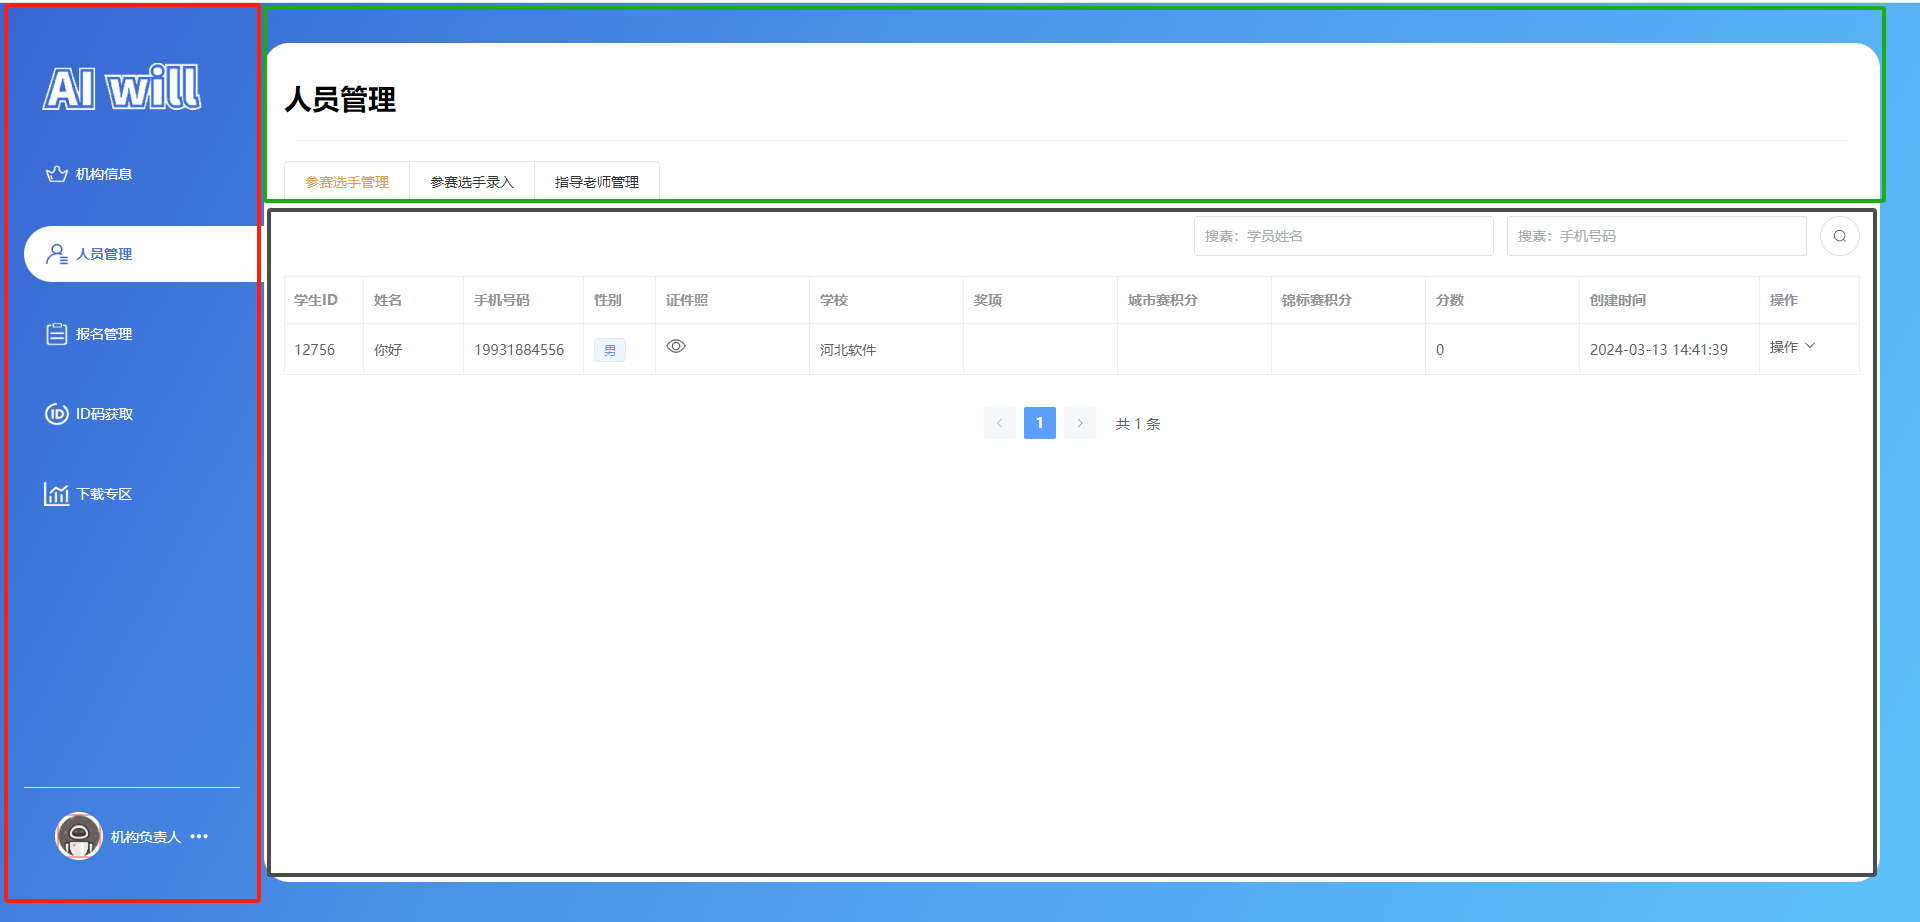 AI will
机构信息
人员管理
报名管理
ID码获取
下载专区
机构负责人 •••
人员管理
参赛选手管理 参赛选手录入 指导老师管理
搜素：学员姓名 搜素：手机号码
学生ID 姓名 手机号码 性别 证件照 学校 奖项 城市赛积分 锦标赛积分 分数 创建时间 操作
12756 你好 19931884556 男 河北软件 0 2024-03-13 14:41:39 操作
1 共 1 条